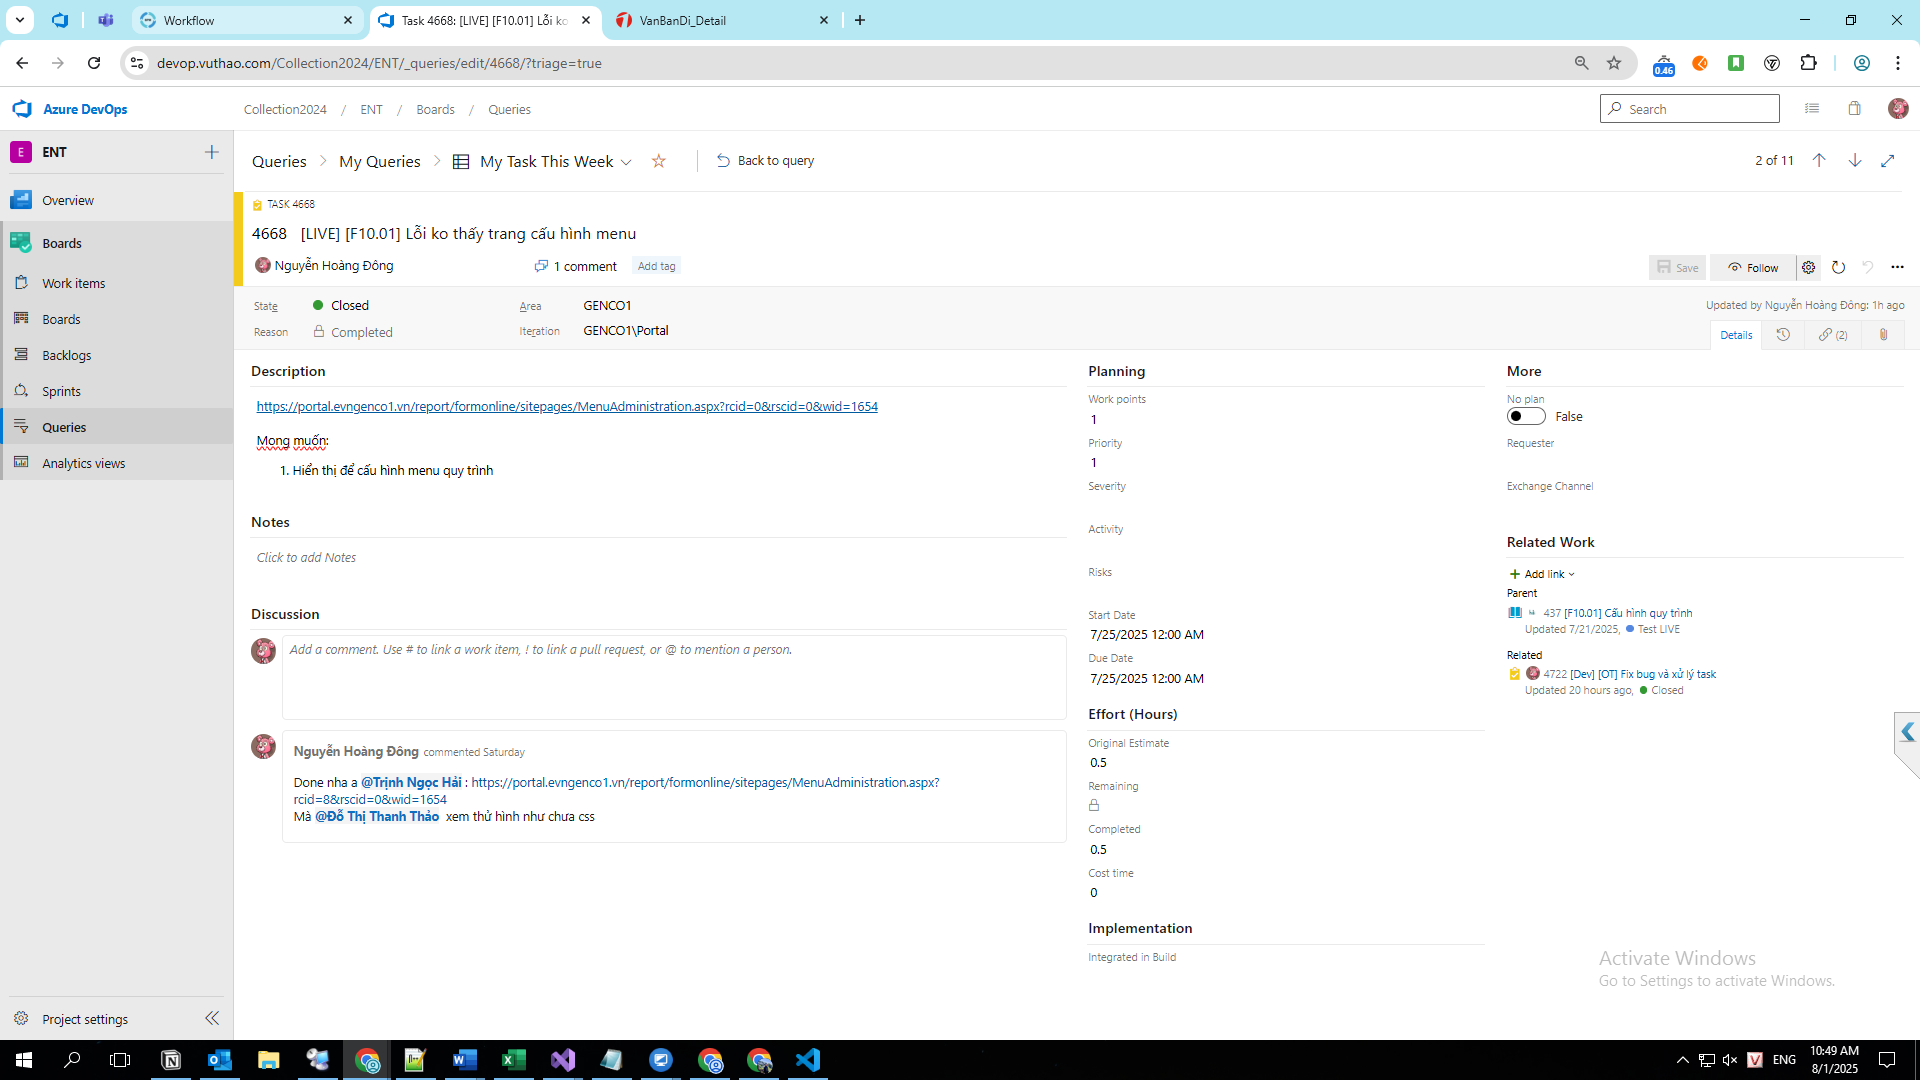 Workflow
Task 4668: [LIVE] [F10.01] Lỗi ko
VanBanDi_Detail
devop.vuthao.com/Collection2024/ENT/_queries/edit/4668/?triage=true
0.46
Azure DevOps
Collection2024 / ENT / Boards / Queries
Search
E ENT
Queries > My Queries > My Task This Week
Back to query
2 of 11
Overview
Boards
Work items
Boards
Backlogs
Sprints
Queries
Analytics views
Project settings
TASK 4668
4668 [LIVE] [F10.01] Lỗi ko thấy trang cấu hình menu
Nguyễn Hoàng Đông
1 comment
Add tag
Save
Follow
State Closed
Area GENCO1
Updated by Nguyễn Hoàng Đông: 1h ago
Reason Completed
Iteration GENCO1\Portal
Details
(2)
Description
https://portal.evngenco1.vn/report/formonline/sitepages/MenuAdministration.aspx?rcid=0&rscid=0&wid=1654
Mong muốn:
1. Hiển thị để cấu hình menu quy trình
Notes
Click to add Notes
Discussion
Add a comment. Use # to link a work item, ! to link a pull request, or @ to mention a person.
Nguyễn Hoàng Đông commented Saturday
Done nha a @Trịnh Ngọc Hải : https://portal.evngenco1.vn/report/formonline/sitepages/MenuAdministration.aspx?
rcid=8&rscid=0&wid=1654
Mà @Đỗ Thị Thanh Thảo xem thử hình như chưa css
Planning
Work points
1
Priority
1
Severity
Activity
Risks
Start Date
7/25/2025 12:00 AM
Due Date
7/25/2025 12:00 AM
Effort (Hours)
Original Estimate
0.5
Remaining
Completed
0.5
Cost time
0
Implementation
Integrated in Build
More
No plan
False
Requester
Exchange Channel
Related Work
Add link
Parent
437 [F10.01] Cấu hình quy trình
Updated 7/21/2025, Test LIVE
Related
4722 [Dev] [OT] Fix bug và xử lý task
Updated 20 hours ago, Closed
Activate Windows
Go to Settings to activate Windows.
ENG
10:49 AM
8/1/2025